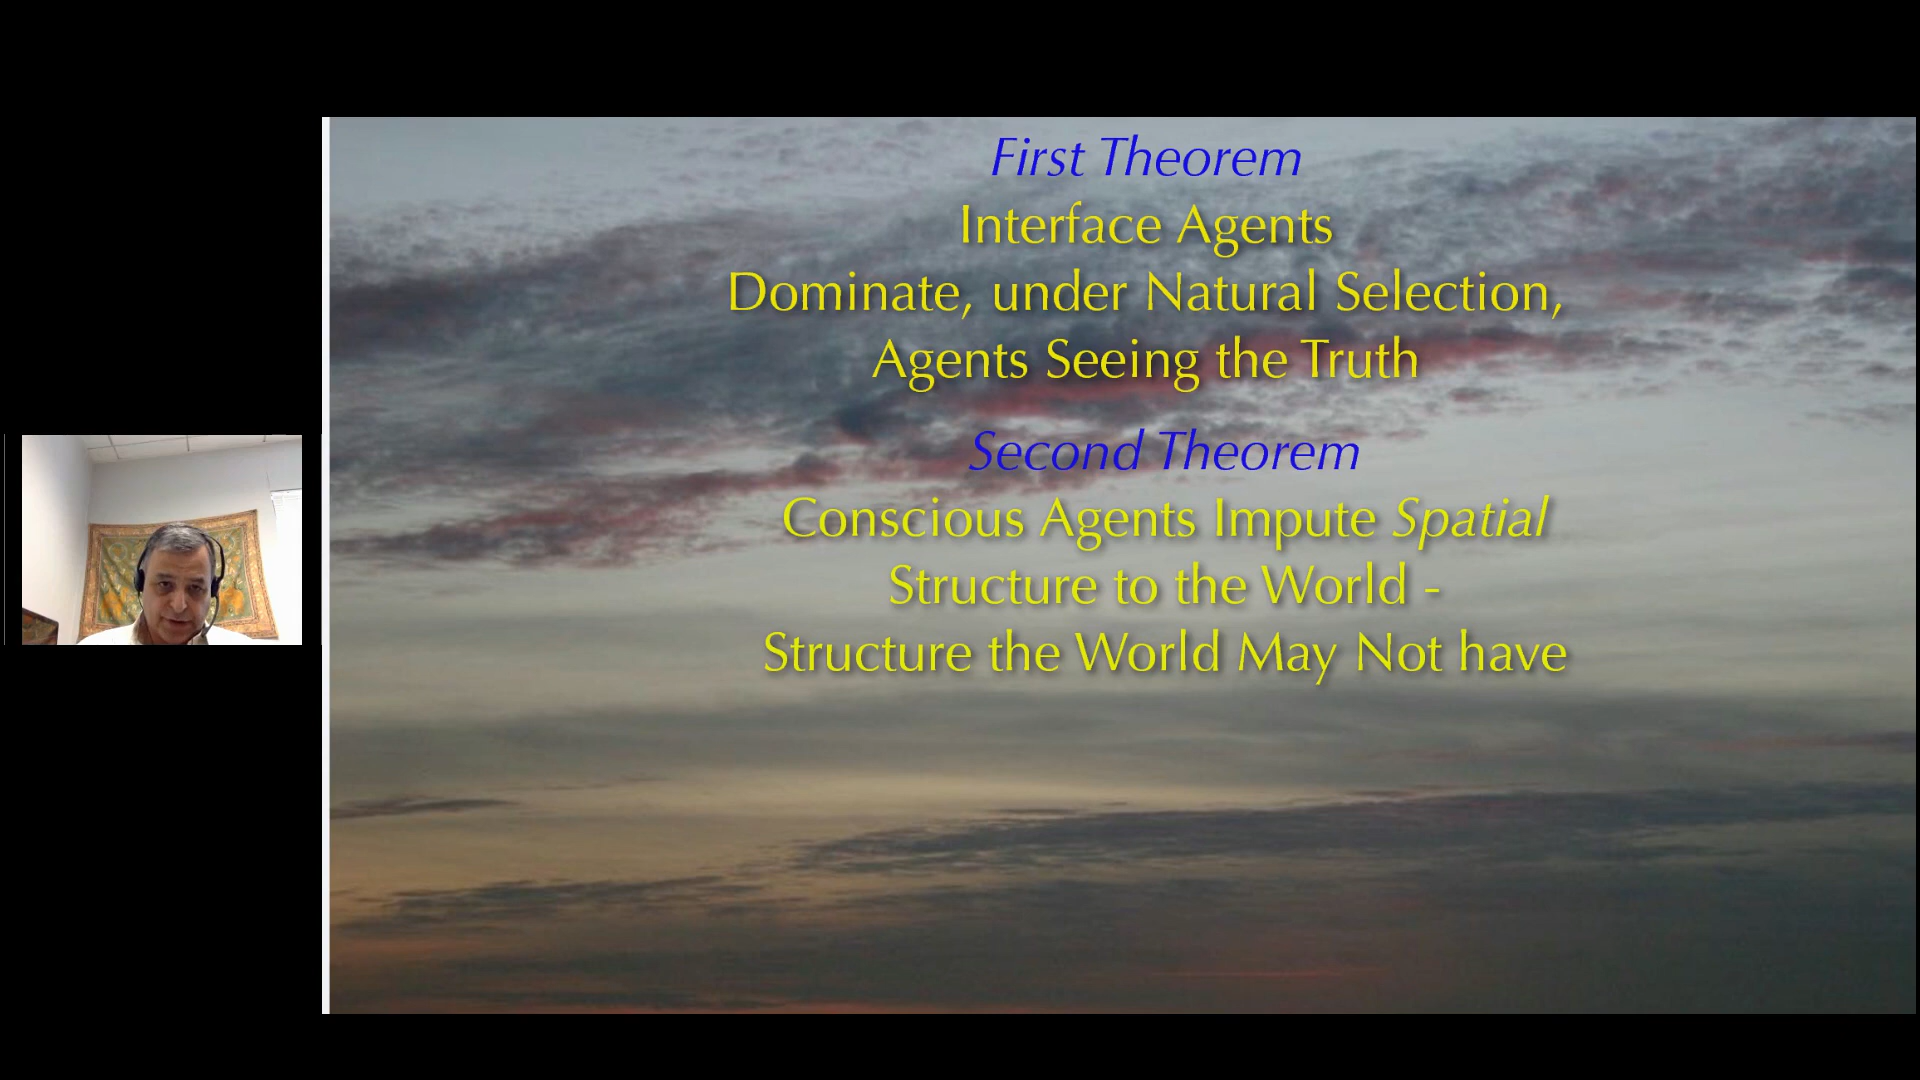 First Theorem
Interface Agents
Dominate, under Natural Selection,
Agents Seeing the Truth
Second Theorem
Conscious Agents Impute Spatial
Structure to the World -
Structure the World May Not have